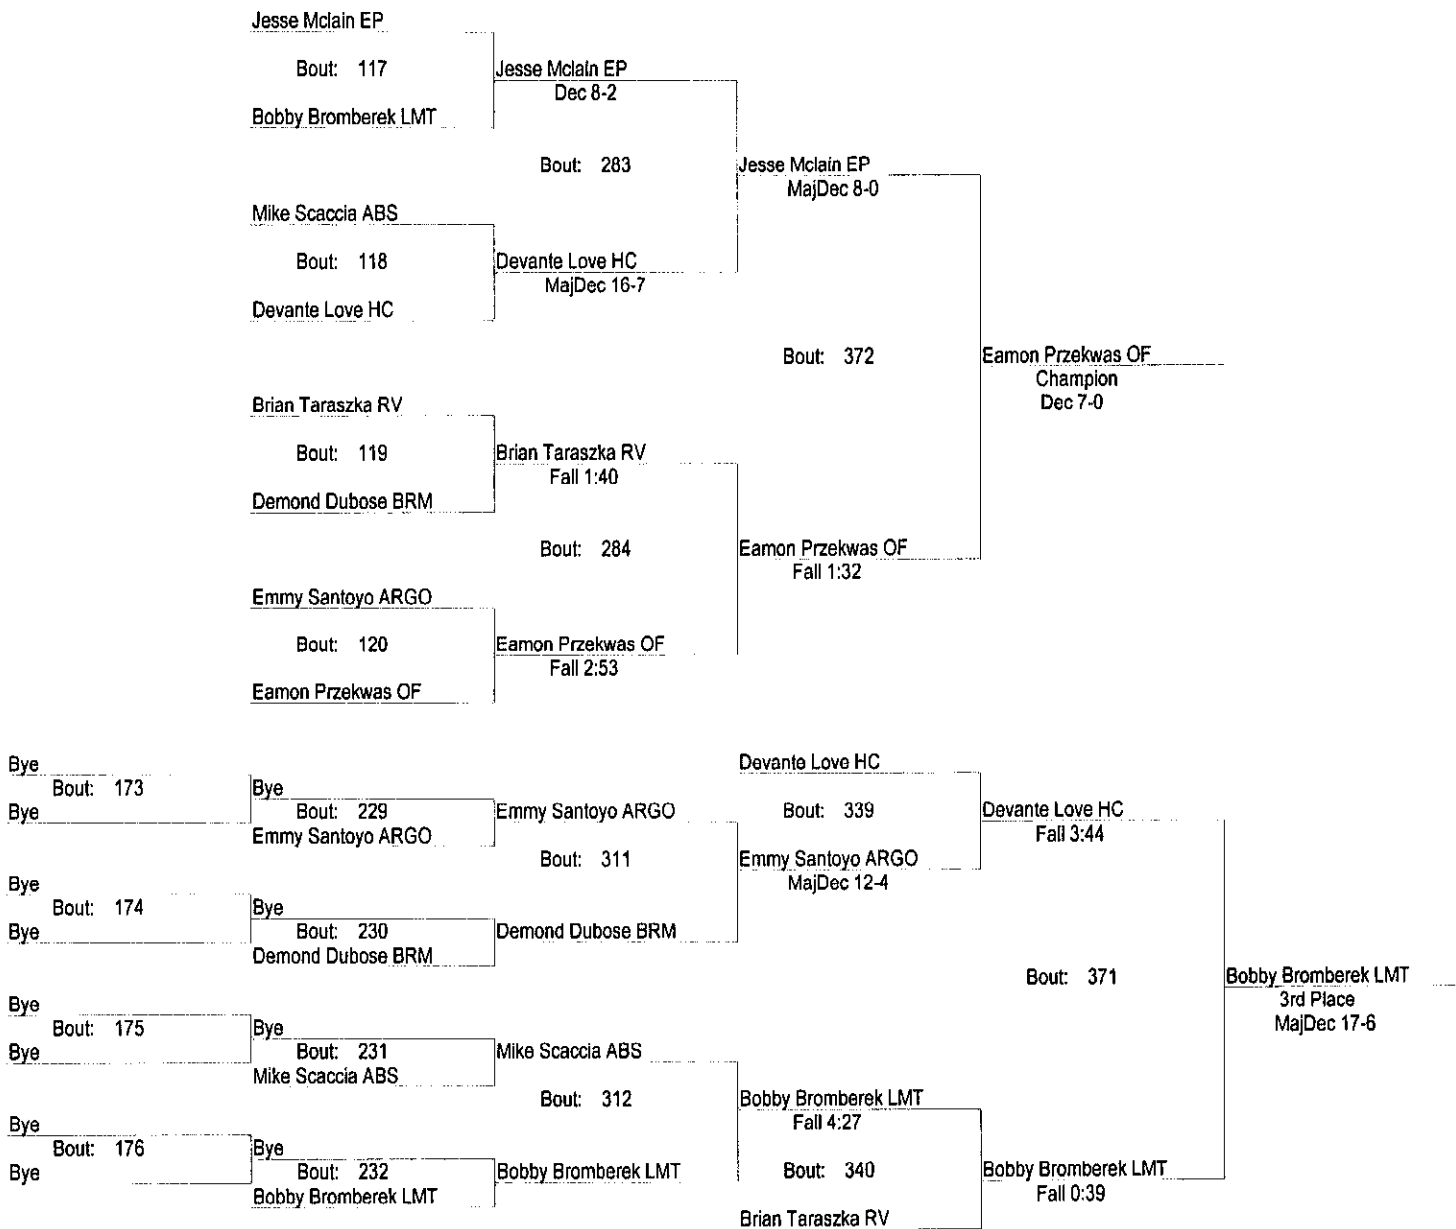 Jesse Mclain EP
Bout: 117
Jesse Mclain EP
Dec 8-2
Bobby Bromberek LMT
Bout: 283
Jesse Mclain EP
MajDec 8-0
Mike Scaccia ABS
Bout: 118
Devante Love HC
MajDec 16-7
Devante Love HC
Bout: 372
Eamon Przekwas OF
Champion
Dec 7-0
Brian Taraszka RV
Bout: 119
Brian Taraszka RV
Fall 1:40
Demond Dubose BRM
Bout: 284
Eamon Przekwas OF
Fall 1:32
Emmy Santoyo ARGO
Bout: 120
Eamon Przekwas OF
Fall 2:53
Eamon Przekwas OF
Bye
Bout: 173
Bye
Bye
Bout: 229
Emmy Santoyo ARGO
Emmy Santoyo ARGO
Devante Love HC
Bout: 339
Devante Love HC
Fall 3:44
Bout: 311
Emmy Santoyo ARGO
MajDec 12-4
Bye
Bout: 174
Bye
Bye
Bout: 230
Demond Dubose BRM
Demond Dubose BRM
Bout: 371
Bobby Bromberek LMT
3rd Place
MajDec 17-6
Bye
Bout: 175
Bye
Bye
Bout: 231
Mike Scaccia ABS
Mike Scaccia ABS
Bout: 312
Bobby Bromberek LMT
Fall 4:27
Bye
Bout: 176
Bye
Bye
Bout: 232
Bobby Bromberek LMT
Bobby Bromberek LMT
Bout: 340
Bobby Bromberek LMT
Fall 0:39
Brian Taraszka RV